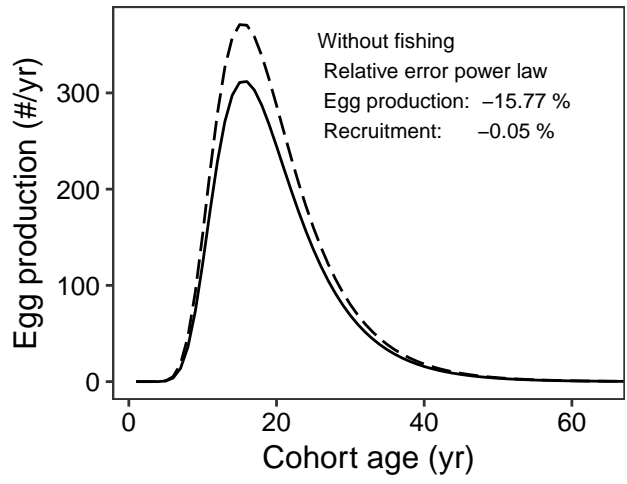 Without fishing
Relative error power law
Egg production: −15.77 %
Recruitment: −0.05 %
Egg production (#/yr)
300
200
100
0
0 20 40 60
Cohort age (yr)